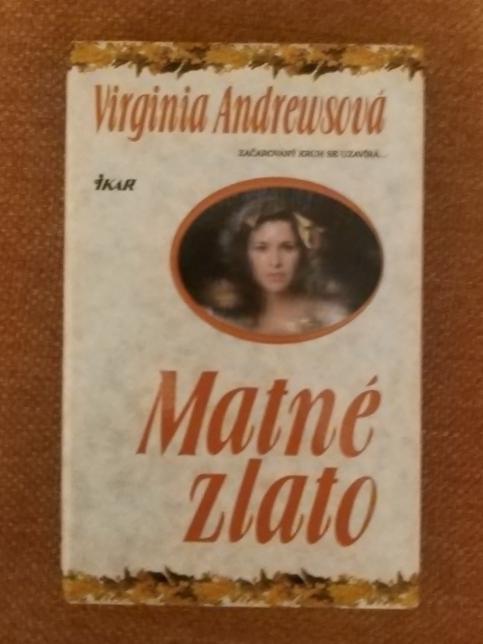 Virginia Andrewsová
ZAČAROVANÝ KRUH SE UZAVÍRÁ...
IKAR
Matné
zlato